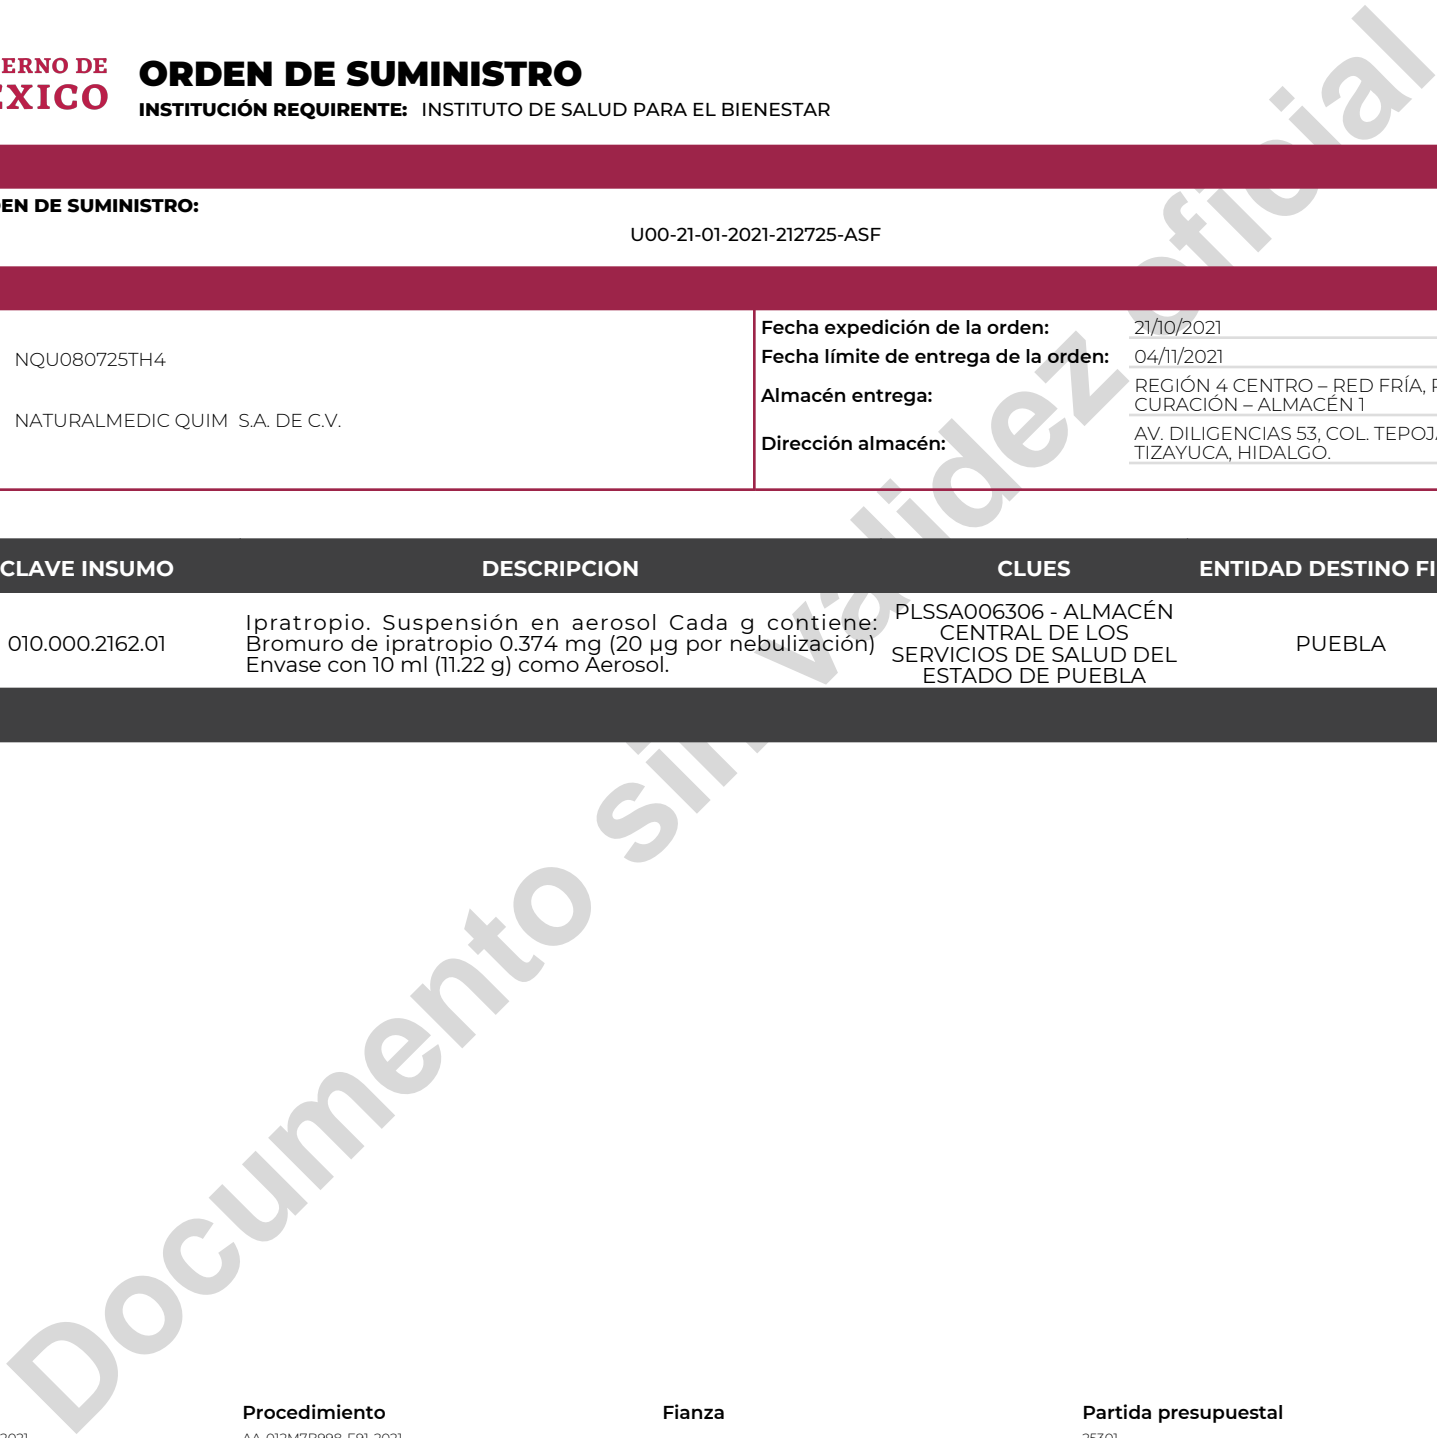 ERNO DE
ÉXICO
ORDEN DE SUMINISTRO
INSTITUCIÓN REQUIRENTE: INSTITUTO DE SALUD PARA EL BIENESTAR
EN DE SUMINISTRO:
U00-21-01-2021-212725-ASF
NQU080725TH4
NATURALMEDIC QUIM S.A. DE C.V.
Fecha expedición de la orden: 21/10/2021
Fecha límite de entrega de la orden: 04/11/2021
Almacén entrega: REGIÓN 4 CENTRO – RED FRÍA,
CURACIÓN – ALMACÉN 1
Dirección almacén: AV. DILIGENCIAS 53, COL. TEPOJA
TIZAYUCA, HIDALGO.
CLAVE INSUMO DESCRIPCION CLUES ENTIDAD DESTINO FI
010.000.2162.01
Ipratropio. Suspensión en aerosol Cada g contiene:
Bromuro de ipratropio 0.374 mg (20 µg por nebulización)
Envase con 10 ml (11.22 g) como Aerosol.
PLSSA006306 - ALMACÉN
CENTRAL DE LOS
SERVICIOS DE SALUD DEL
ESTADO DE PUEBLA
PUEBLA
Documento sin validez oficial
Procedimiento Fianza Partida presupuestal